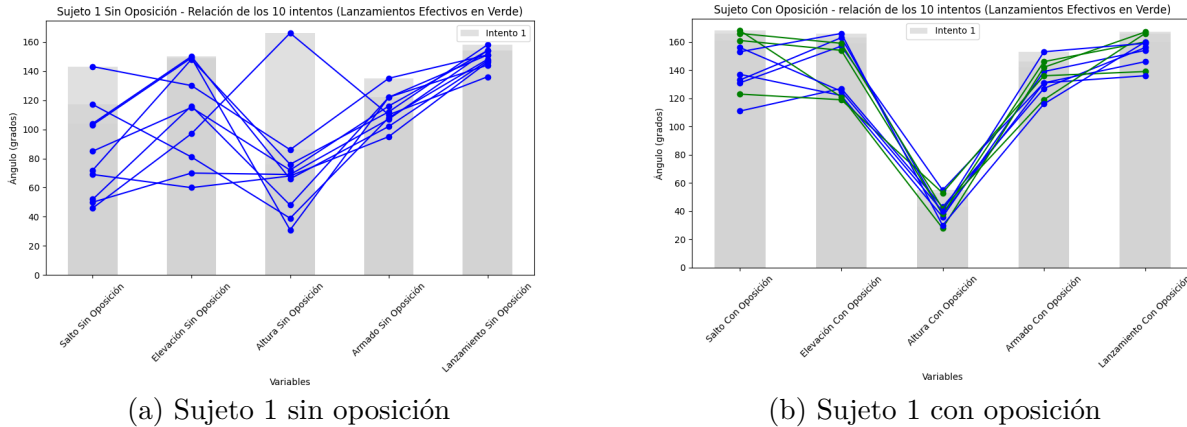 Sujeto 1 Sin Oposición - Relación de los 10 intentos (Lanzamientos Efectivos en Verde)
Intento 1
Ángulo (grados)
160
140
120
100
80
60
40
20
0
Salto Sin Oposición
Elevación Sin Oposición
Altura Sin Oposición
Armado Sin Oposición
Lanzamiento Sin Oposición
Variables
(a) Sujeto 1 sin oposición
Sujeto Con Oposición - relación de los 10 intentos (Lanzamientos Efectivos en Verde)
Intento 1
Ángulo (grados)
160
140
120
100
80
60
40
20
0
Salto Con Oposición
Elevación Con Oposición
Altura Con Oposición
Armado Con Oposición
Lanzamiento Con Oposición
Variables
(b) Sujeto 1 con oposición